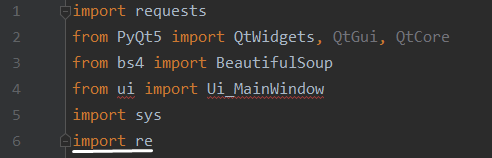 1 import requests
2 from PyQt5 import QtWidgets, QtGui, QtCore
3 from bs4 import BeautifulSoup
4 from ui import Ui_MainWindow
5 import sys
6 import re